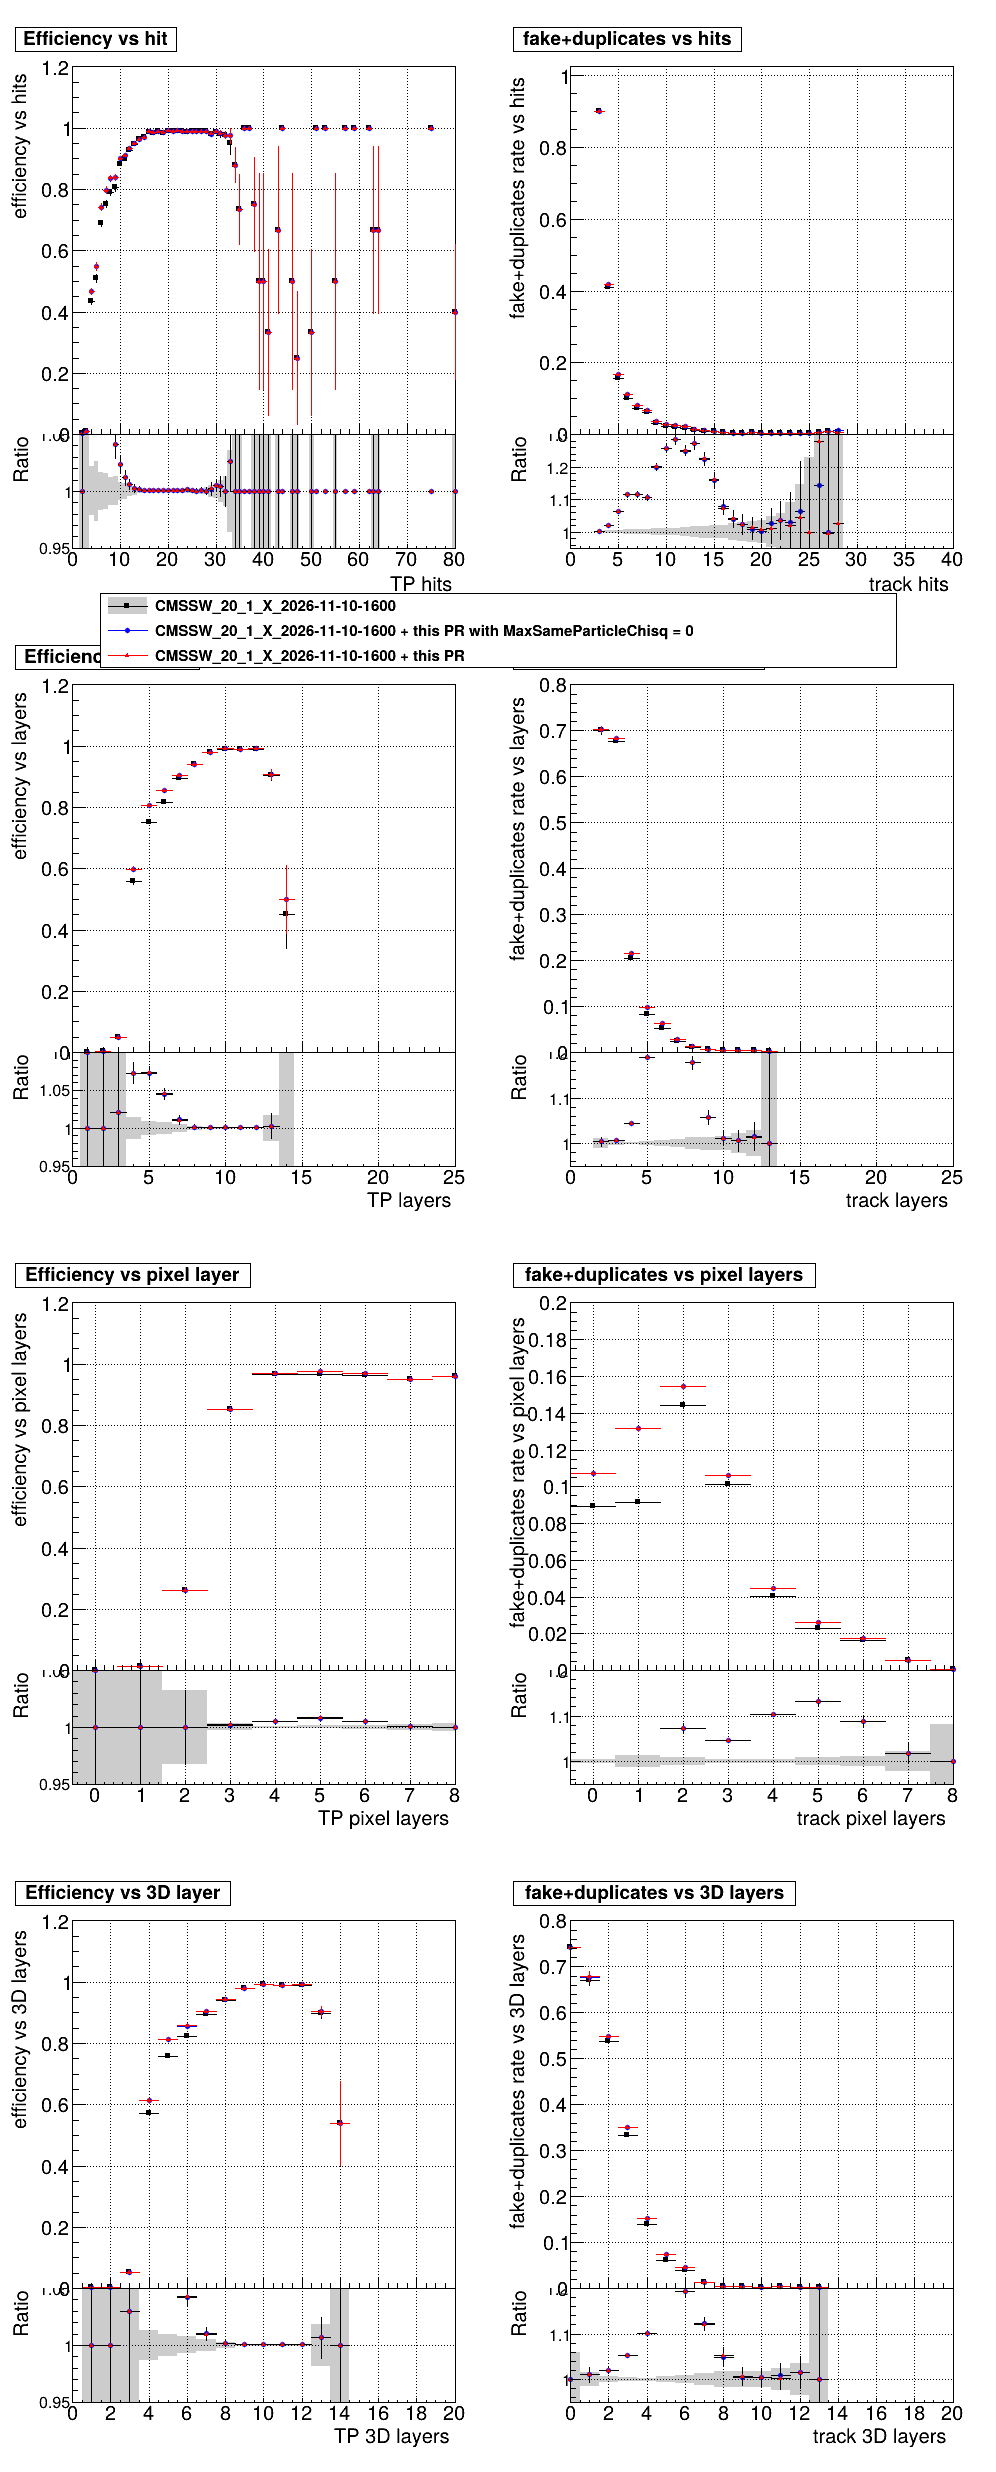 Efficiency vs hit
fake+duplicates vs hits
efficiency vs hits
1.2
1
0.8
0.6
0.4
0.2
0
Ratio
1
0.95
0 10 20 30 40 50 60 70 80
TP hits
fake+duplicates rate vs hits
1
0.8
0.6
0.4
0.2
0
Ratio
1.2
1.1
1
0 5 10 15 20 25 30 35 40
track hits
CMSSW_20_1_X_2026-11-10-1600
CMSSW_20_1_X_2026-11-10-1600 + this PR with MaxSameParticleChisq = 0
CMSSW_20_1_X_2026-11-10-1600 + this PR
efficiency vs layers
1.2
1
0.8
0.6
0.4
0.2
0
Ratio
1.05
1
0.95
0 5 10 15 20 25
TP layers
fake+duplicates rate vs layers
0.8
0.7
0.6
0.5
0.4
0.3
0.2
0.1
0
Ratio
1.1
1
0 5 10 15 20 25
track layers
Efficiency vs pixel layer
fake+duplicates vs pixel layers
efficiency vs pixel layers
1.2
1
0.8
0.6
0.4
0.2
0
Ratio
1
0.95
0 1 2 3 4 5 6 7 8
TP pixel layers
fake+duplicates rate vs pixel layers
0.2
0.18
0.16
0.14
0.12
0.1
0.08
0.06
0.04
0.02
0
Ratio
1.1
1
0 1 2 3 4 5 6 7 8
track pixel layers
Efficiency vs 3D layer
fake+duplicates vs 3D layers
efficiency vs 3D layers
1.2
1
0.8
0.6
0.4
0.2
0
Ratio
1
0.95
0 2 4 6 8 10 12 14 16 18 20
TP 3D layers
fake+duplicates rate vs 3D layers
0.8
0.7
0.6
0.5
0.4
0.3
0.2
0.1
0
Ratio
1.1
1
0 2 4 6 8 10 12 14 16 18 20
track 3D layers